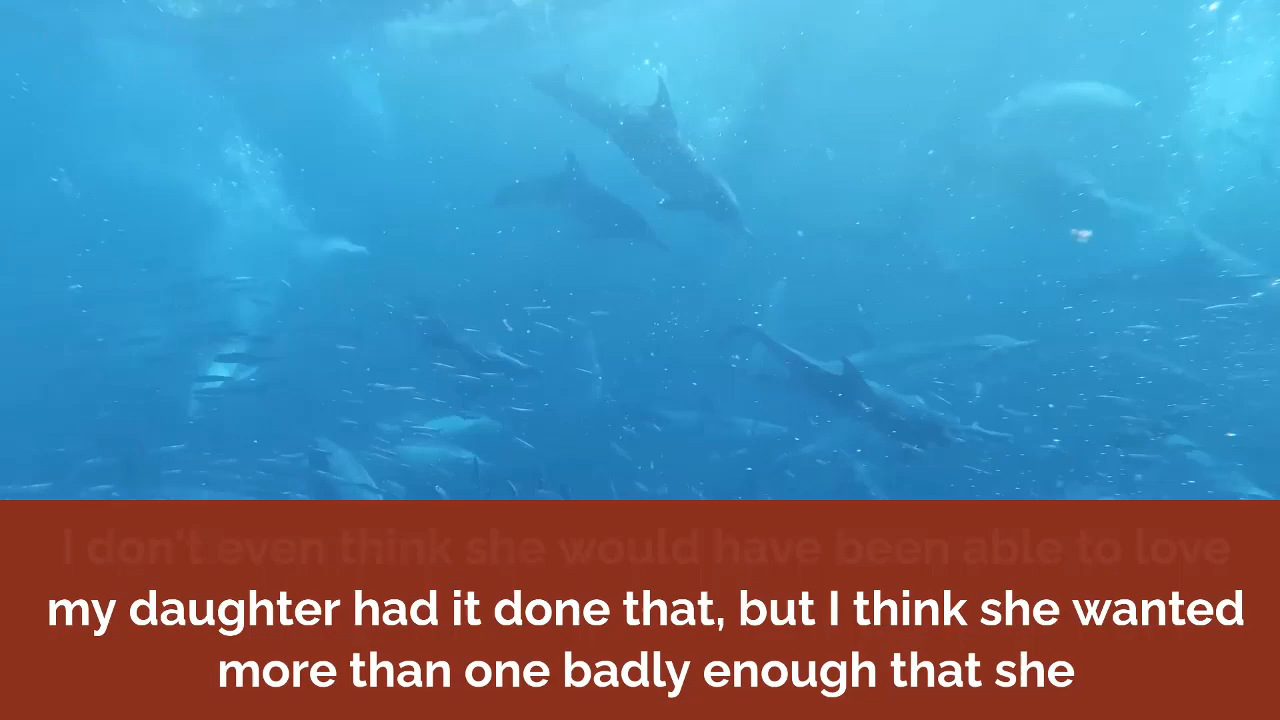 I don't even think she would have been able to love
my daughter had it done that, but I think she wanted
more than one badly enough that she